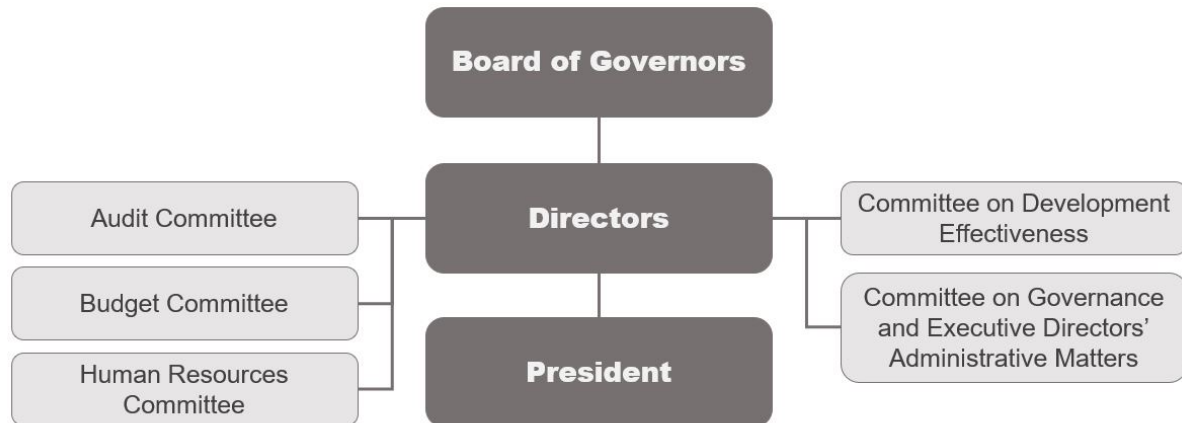 Board of Governors
Directors
President
Audit Committee
Budget Committee
Human Resources
Committee
Committee on Development
Effectiveness
Committee on Governance
and Executive Directors’
Administrative Matters